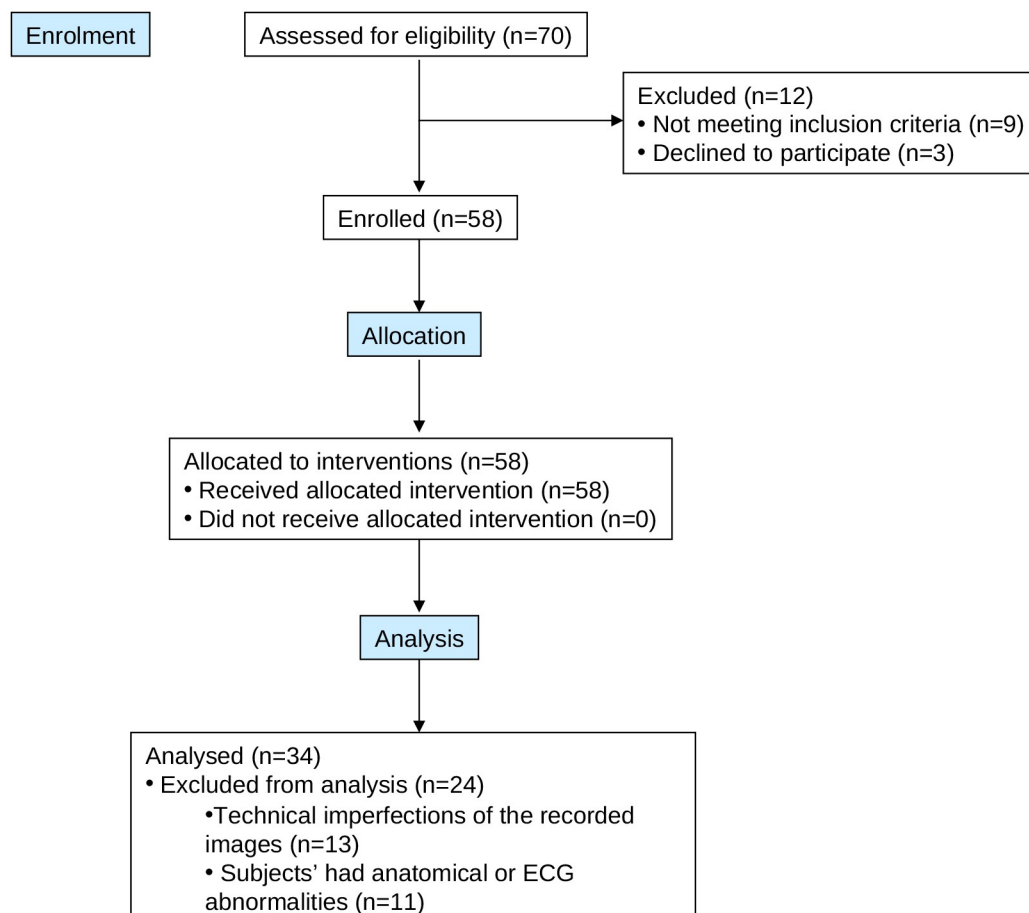 Enrolment
Assessed for eligibility (n=70)
Excluded (n=12)
• Not meeting inclusion criteria (n=9)
• Declined to participate (n=3)
Enrolled (n=58)
Allocation
Allocated to interventions (n=58)
• Received allocated intervention (n=58)
• Did not receive allocated intervention (n=0)
Analysis
Analysed (n=34)
• Excluded from analysis (n=24)
•Technical imperfections of the recorded
images (n=13)
• Subjects’ had anatomical or ECG
abnormalities (n=11)